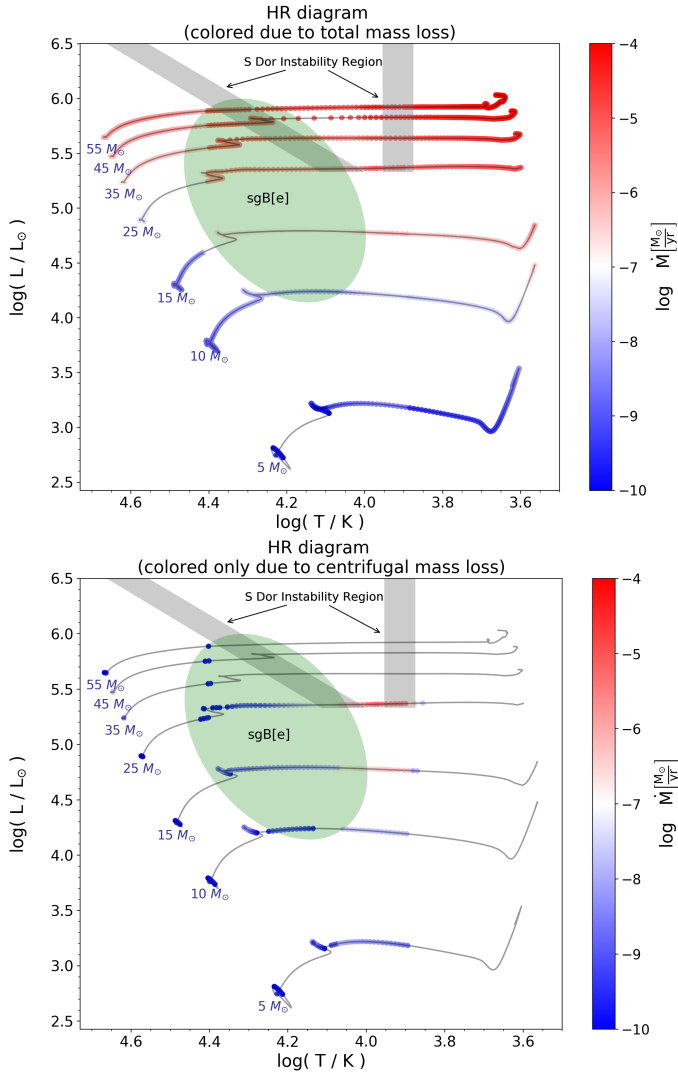 HR diagram
(colored due to total mass loss)
S Dor Instability Region
sgB[e]
55 M☉
45 M☉
35 M☉
25 M☉
15 M☉
10 M☉
5 M☉
6.5
6.0
5.5
5.0
4.5
4.0
3.5
3.0
2.5
log( L / L☉ )
4.6 4.4 4.2 4.0 3.8 3.6
log( T / K )
−4
−5
−6
−7
−8
−9
−10
log Ṁ[M☉/yr]
HR diagram
(colored only due to centrifugal mass loss)
S Dor Instability Region
sgB[e]
55 M☉
45 M☉
35 M☉
25 M☉
15 M☉
10 M☉
5 M☉
6.5
6.0
5.5
5.0
4.5
4.0
3.5
3.0
2.5
log( L / L☉ )
4.6 4.4 4.2 4.0 3.8 3.6
log( T / K )
−4
−5
−6
−7
−8
−9
−10
log Ṁ[M☉/yr]